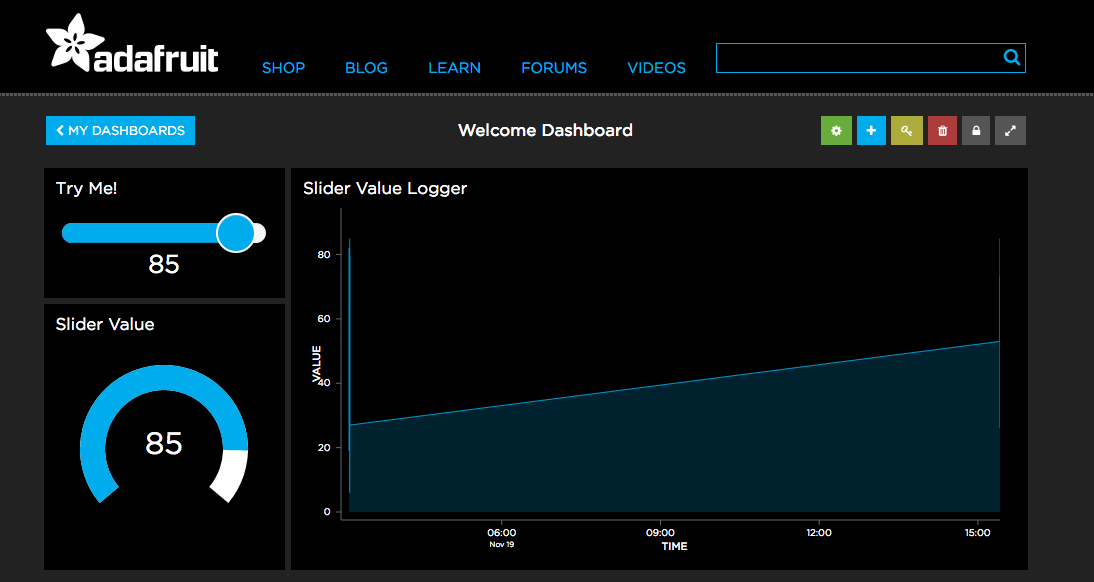 adafruit
SHOP BLOG LEARN FORUMS VIDEOS
MY DASHBOARDS
Welcome Dashboard
Try Me!
85
Slider Value
85
Slider Value Logger
VALUE
80
60
40
20
0
06:00 09:00 12:00 15:00
Nov 19
TIME